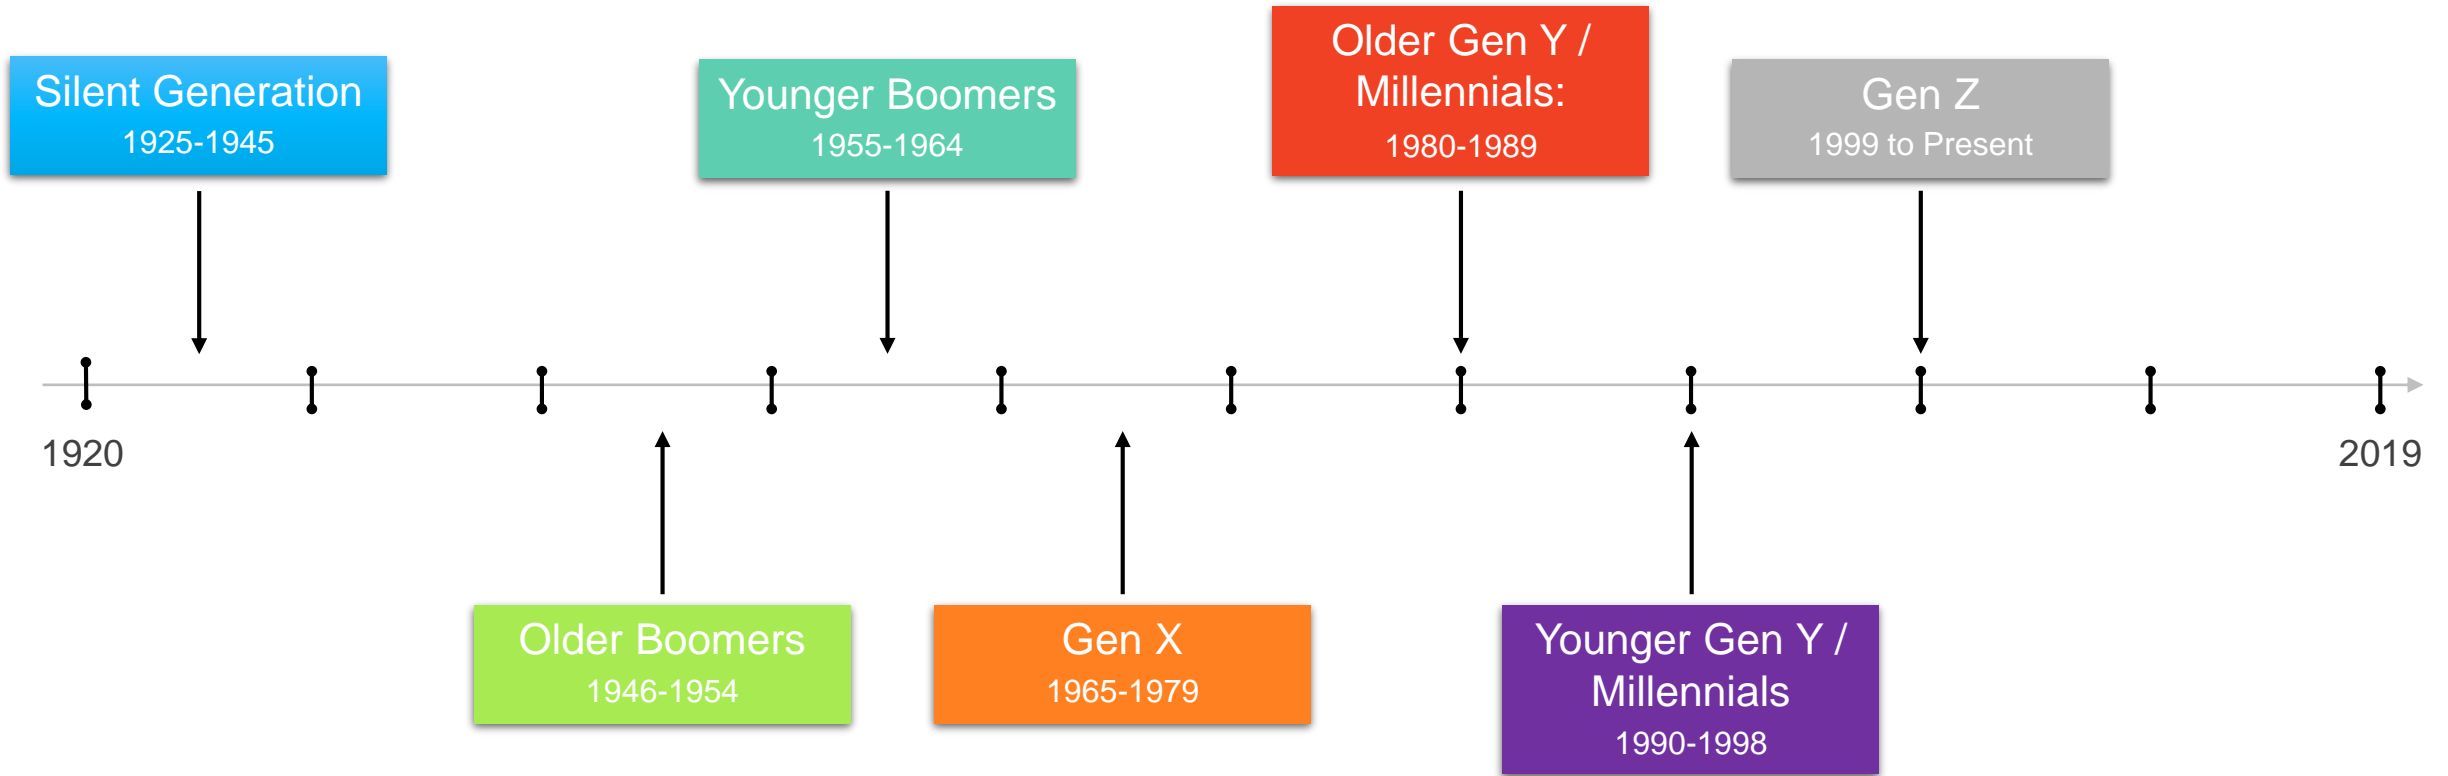 Silent Generation
1925-1945
Younger Boomers
1955-1964
Older Gen Y /
Millennials:
1980-1989
Gen Z
1999 to Present
1920
2019
Older Boomers
1946-1954
Gen X
1965-1979
Younger Gen Y /
Millennials
1990-1998